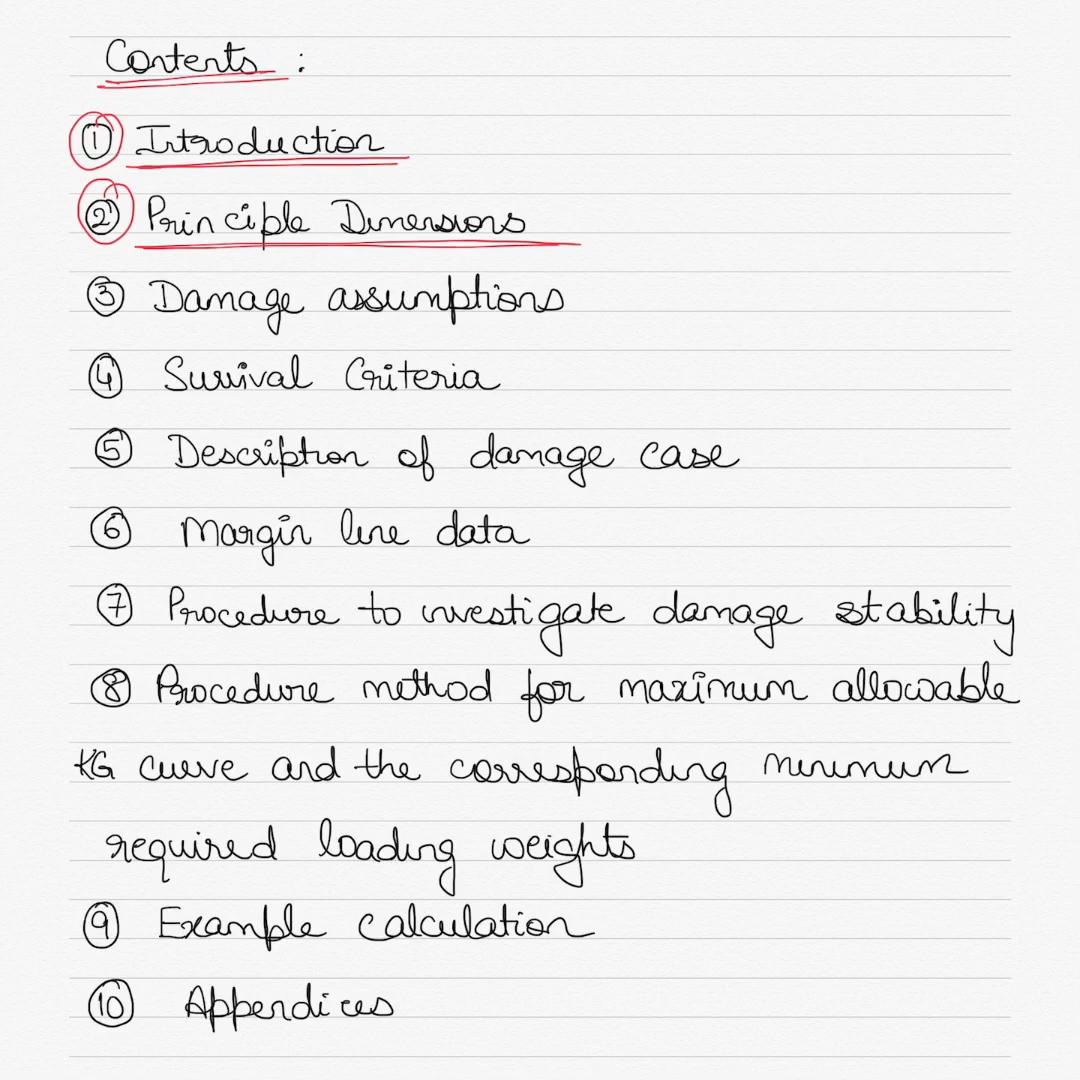 Contents :
① Introduction
② Principle Dimensions
③ Damage assumptions
④ Survival Criteria
⑤ Description of damage case
⑥ Margin line data
⑦ Procedure to investigate damage stability
⑧ Procedure method for maximum allowable
KG curve and the corresponding minimum
required loading weights
⑨ Example calculation
⑩ Appendices